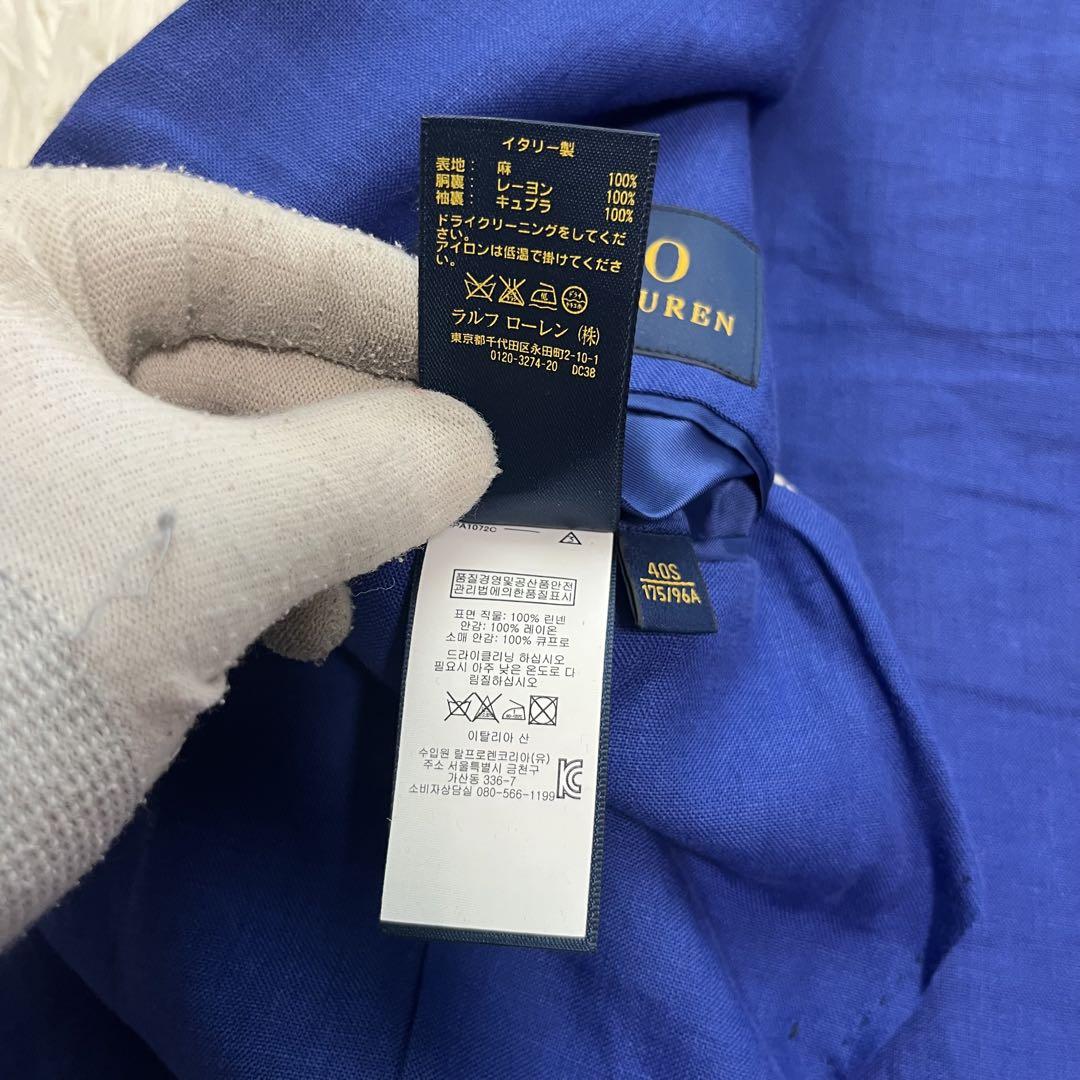 イタリー製
表地: 麻 100%
胴裏: レーヨン 100%
袖裏: キュプラ 100%
ドライクリーニングをしてくだ
さい。
アイロンは低温で掛けてくださ
い。
ラルフ ローレン (株)
東京都千代田区永田町2-10-1
0120-3274-20 DC38
O
UREN
40S
175/96A
PA1072C
품질경영및공산품안전
관리법에의한품질표시
표면 직물: 100% 린넨
안감: 100% 레이온
소매 안감: 100% 큐프로
드라이클리닝 하십시오
필요시 아주 낮은 온도로 다
림질하십시오
이탈리아 산
수입원 랄프로렌코리아(유)
주소 서울특별시 금천구
가산동 336-7
소비자상담실 080-566-1199